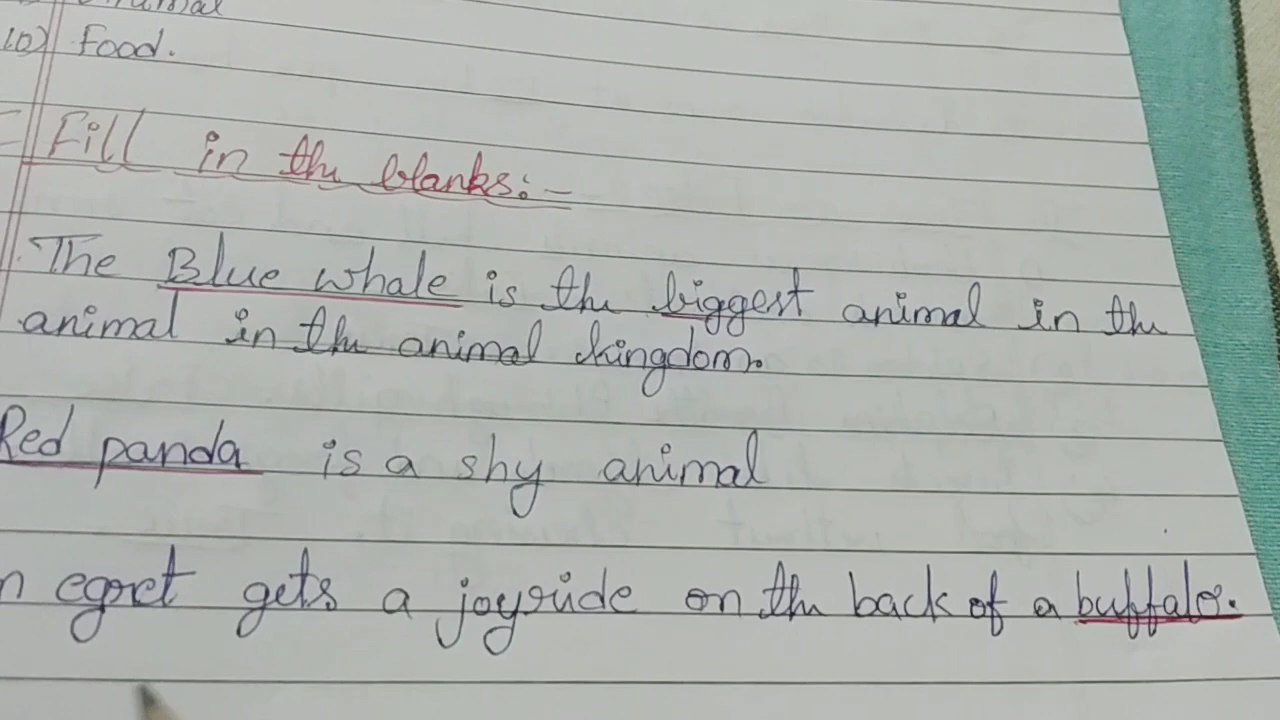 10) Food.
Fill in the blanks:-
The Blue whale is the biggest animal in the
animal in the animal kingdom.
Red panda is a shy animal
n egret gets a joyride on the back of a buffalo.